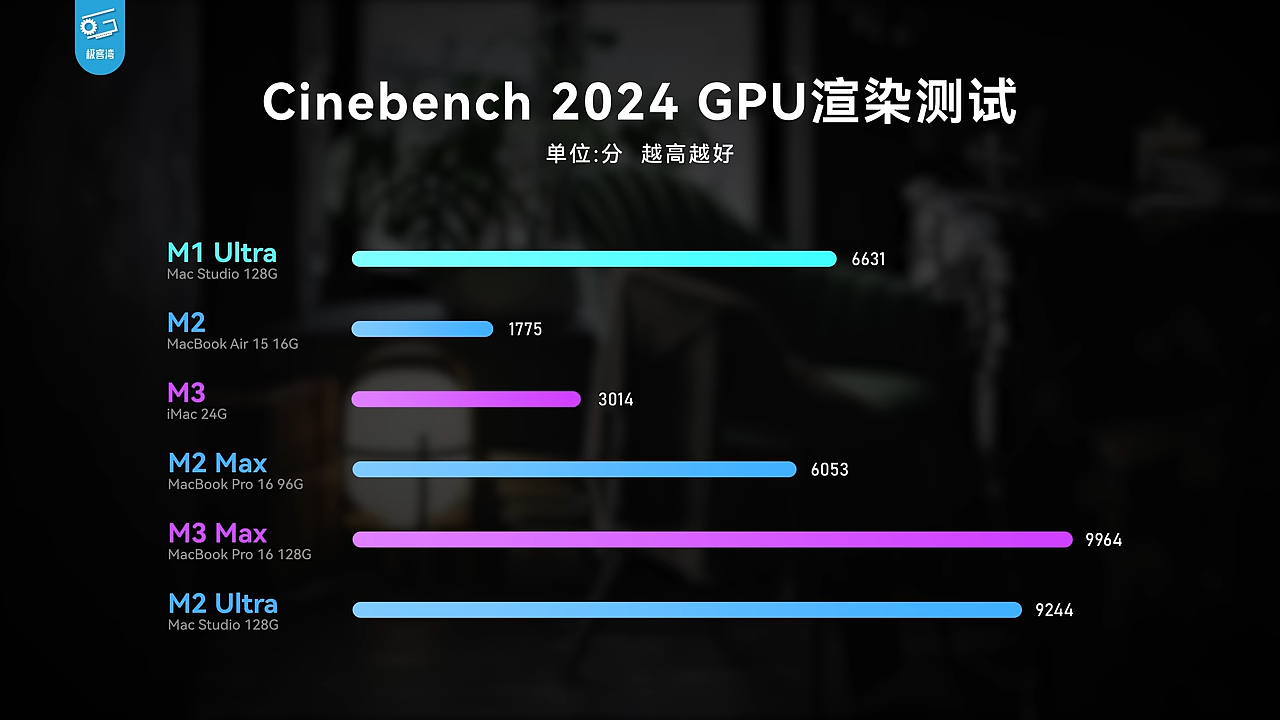 极客湾
Cinebench 2024 GPU渲染测试
单位:分 越高越好
M1 Ultra
Mac Studio 128G
6631
M2
MacBook Air 15 16G
1775
M3
iMac 24G
3014
M2 Max
MacBook Pro 16 96G
6053
M3 Max
MacBook Pro 16 128G
9964
M2 Ultra
Mac Studio 128G
9244